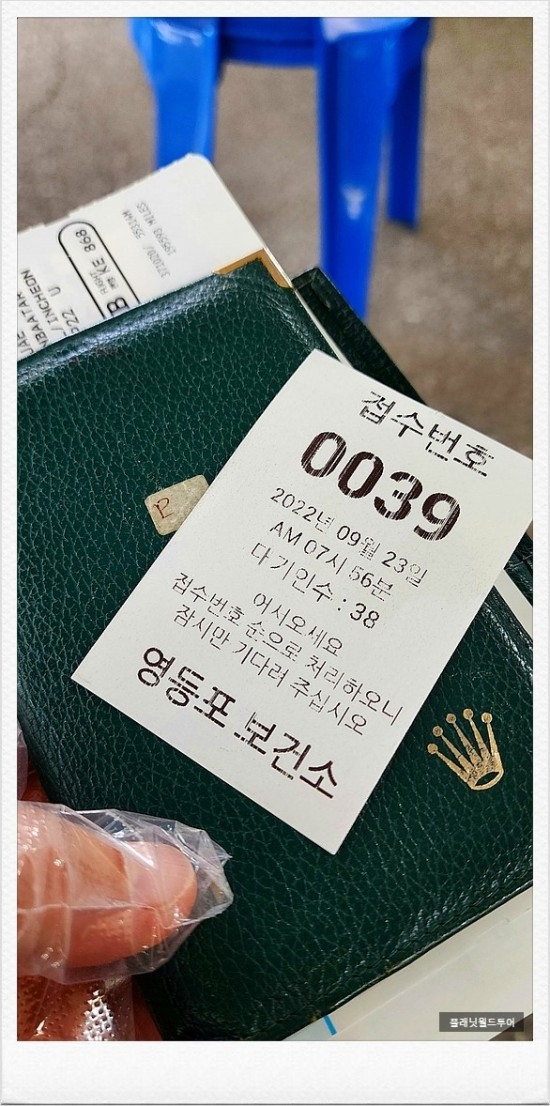 접수번호
0039
2022년 09월 23일
AM 07시 56분
다기인수 : 38
어시오세요
접수번호 순으로 처리하오니
잠시만 기다려 주십시오
영등포 보건소
KE 868
/INCHEON
플래닛월드투어